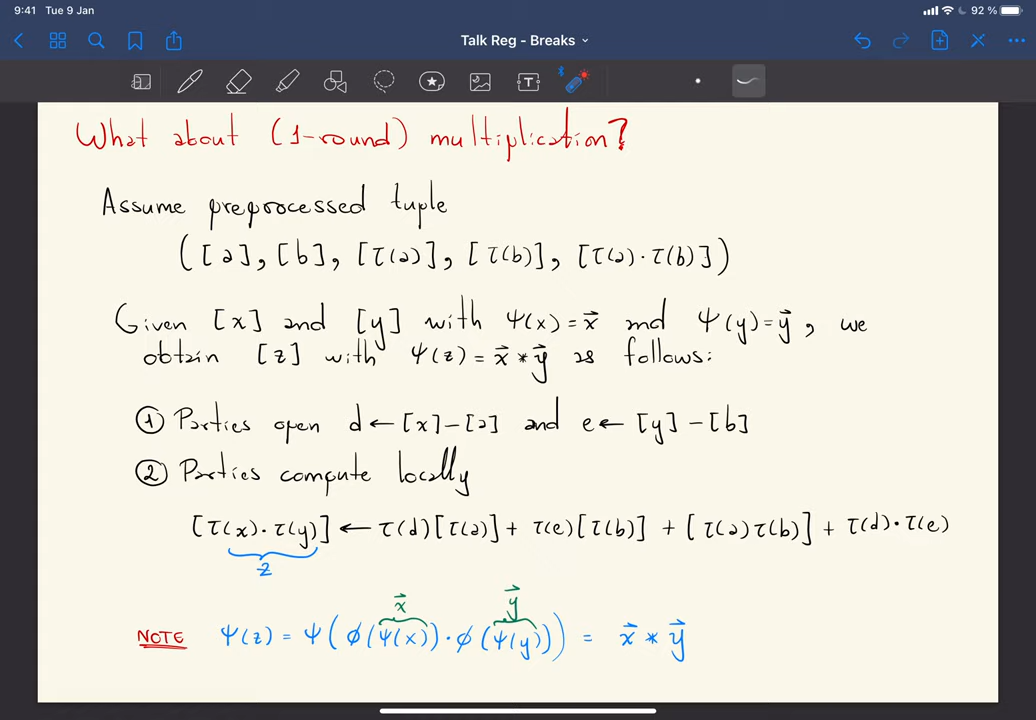 9:41 Tue 9 Jan 92 %
Talk Reg - Breaks
What about (1-round) multiplication?
Assume preprocessed tuple
([a], [b], [τ(a)], [τ(b)], [τ(a)·τ(b)])
Given [x] and [y] with Ψ(x)=x⃗ and Ψ(y)=y⃗, we
obtain [z] with Ψ(z)=x⃗*y⃗ as follows:
① Parties open d←[x]-[a] and e←[y]-[b]
② Parties compute locally
[τ(x)·τ(y)]←τ(d)[τ(a)]+τ(e)[τ(b)]+[τ(a)τ(b)]+τ(d)·τ(e)
z
x⃗ y⃗
NOTE Ψ(z)=Ψ(ϕ(Ψ(x))·ϕ(Ψ(y)))=x⃗*y⃗